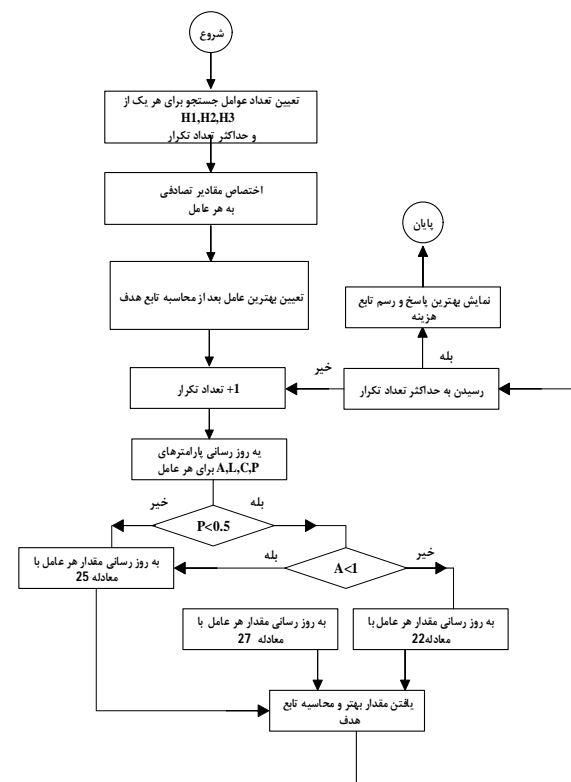 شروع
تعیین تعداد عوامل جستجو برای هر یک از
H1,H2,H3
و حداکثر تعداد تکرار
اختصاص مقادیر تصادفی
به هر عامل
تعیین بهترین عامل بعد از محاسبه تابع هدف
پایان
نمایش بهترین پاسخ و رسم تابع
هزینه
بله
رسیدن به حداکثر تعداد تکرار
خیر
1+ تعداد تکرار
به روز رسانی پارامترهای
A,L,C,P برای هر عامل
خیر
بله
P<0.5
به روز رسانی مقدار هر عامل با
معادله 25
بله
A<1
خیر
به روز رسانی مقدار هر عامل با
معادله 27
به روز رسانی مقدار هر عامل با
معادله22
یافتن مقدار بهتر و محاسبه تابع
هدف